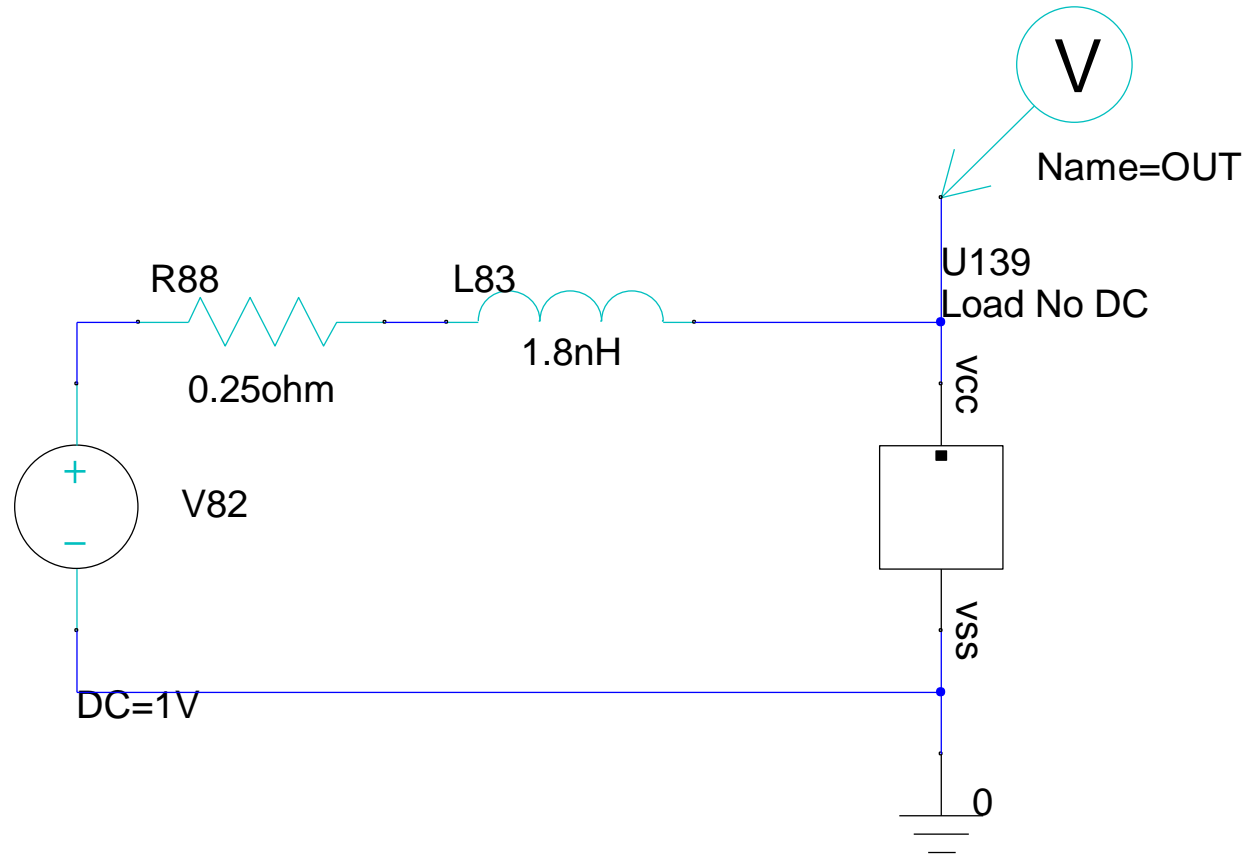 V
Name=OUT
U139
Load No DC
R88
L83
1.8nH
0.25ohm
vcc
+
V82
−
vss
DC=1V
0